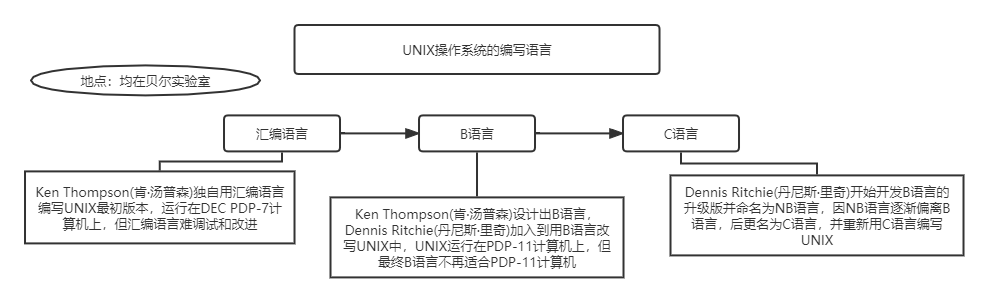 UNIX操作系统的编写语言
地点：均在贝尔实验室
汇编语言
B语言
C语言
Ken Thompson(肯·汤普森)独自用汇编语言
编写UNIX最初版本，运行在DEC PDP-7计
算机上，但汇编语言难调试和改进
Ken Thompson(肯·汤普森)设计出B语言，
Dennis Ritchie(丹尼斯·里奇)加入到用B语言改
写UNIX中，UNIX运行在PDP-11计算机上，但
最终B语言不再适合PDP-11计算机
Dennis Ritchie(丹尼斯·里奇)开始开发B语言的
升级版并命名为NB语言，因NB语言逐渐偏离B
语言，后更名为C语言，并重新用C语言编写
UNIX